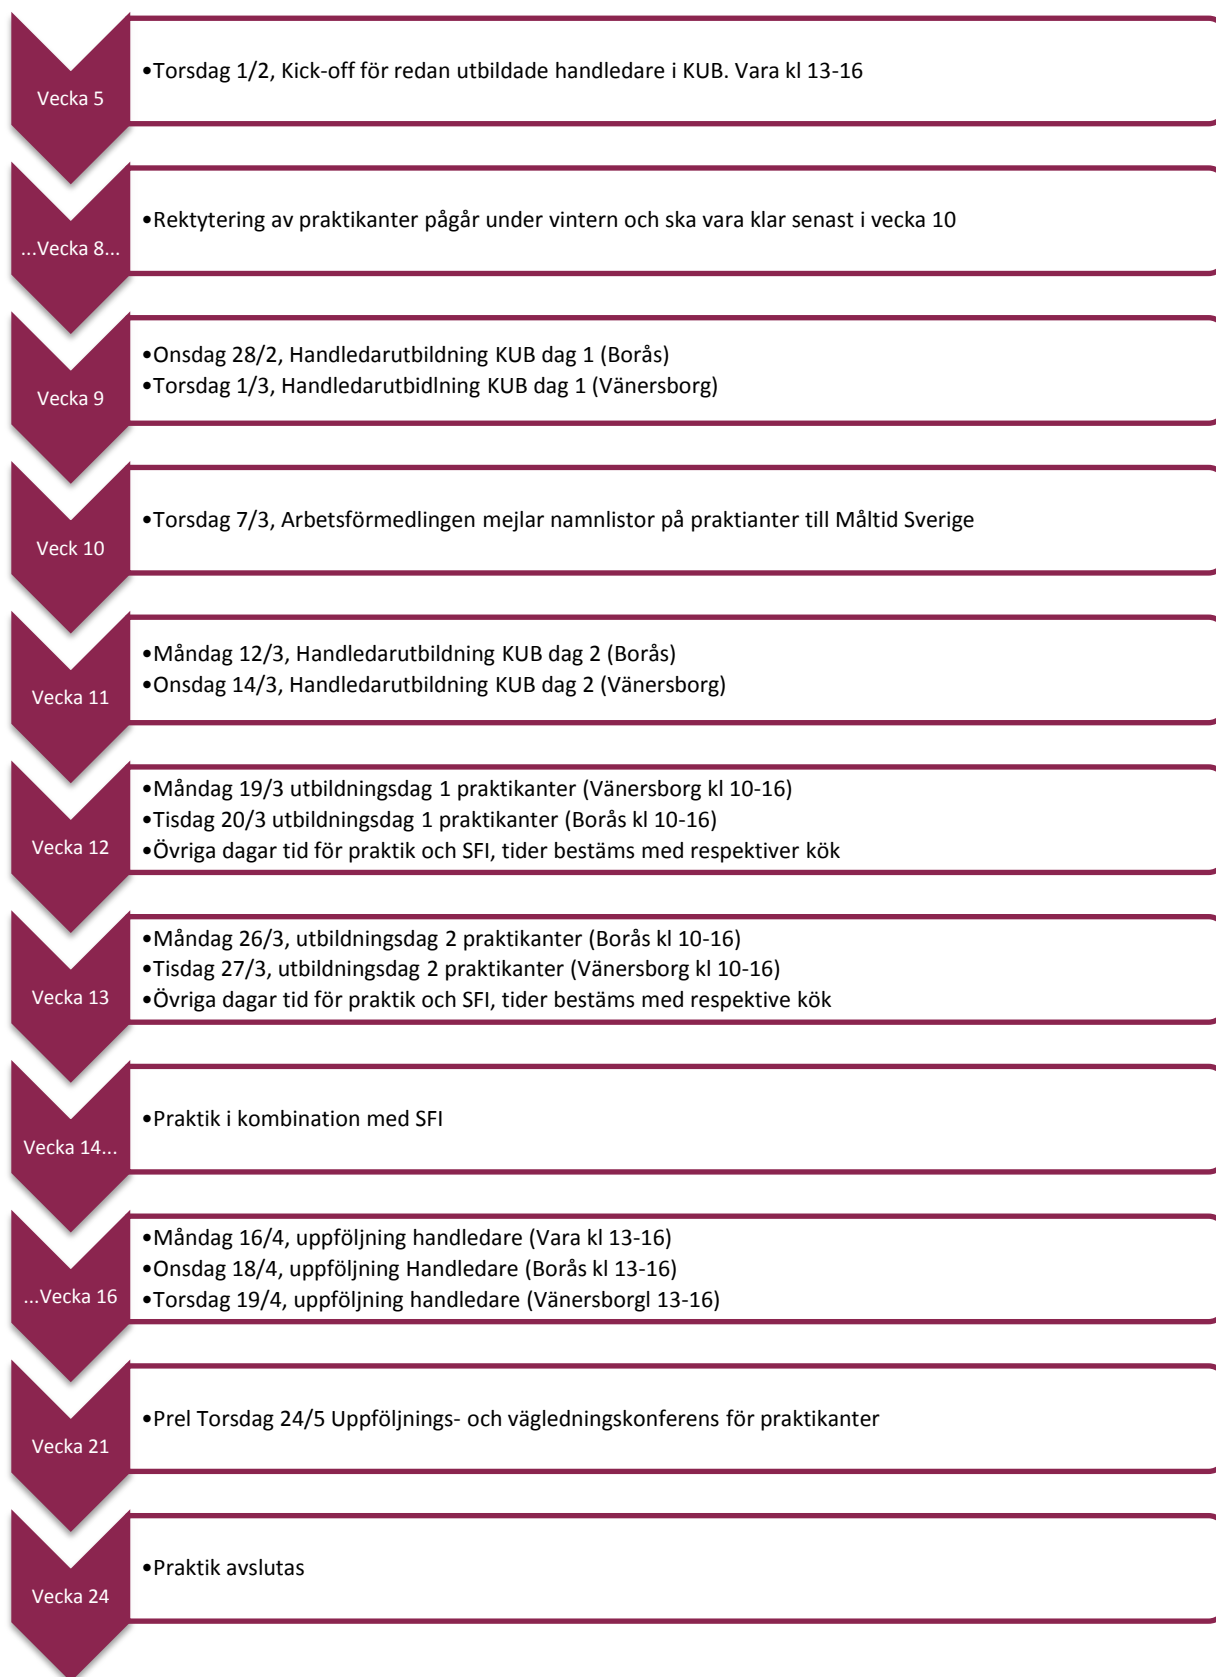 Vecka 5
•Torsdag 1/2, Kick-off för redan utbildade handledare i KUB. Vara kl 13-16
...Vecka 8...
•Rektytering av praktikanter pågår under vintern och ska vara klar senast i vecka 10
Vecka 9
•Onsdag 28/2, Handledarutbildning KUB dag 1 (Borås)
•Torsdag 1/3, Handledarutbidlning KUB dag 1 (Vänersborg)
Veck 10
•Torsdag 7/3, Arbetsförmedlingen mejlar namnlistor på praktianter till Måltid Sverige
Vecka 11
•Måndag 12/3, Handledarutbildning KUB dag 2 (Borås)
•Onsdag 14/3, Handledarutbildning KUB dag 2 (Vänersborg)
Vecka 12
•Måndag 19/3 utbildningsdag 1 praktikanter (Vänersborg kl 10-16)
•Tisdag 20/3 utbildningsdag 1 praktikanter (Borås kl 10-16)
•Övriga dagar tid för praktik och SFI, tider bestäms med respektiver kök
Vecka 13
•Måndag 26/3, utbildningsdag 2 praktikanter (Borås kl 10-16)
•Tisdag 27/3, utbildningsdag 2 praktikanter (Vänersborg kl 10-16)
•Övriga dagar tid för praktik och SFI, tider bestäms med respektive kök
Vecka 14...
•Praktik i kombination med SFI
...Vecka 16
•Måndag 16/4, uppföljning handledare (Vara kl 13-16)
•Onsdag 18/4, uppföljning Handledare (Borås kl 13-16)
•Torsdag 19/4, uppföljning handledare (Vänersborgl 13-16)
Vecka 21
•Prel Torsdag 24/5 Uppföljnings- och vägledningskonferens för praktikanter
Vecka 24
•Praktik avslutas